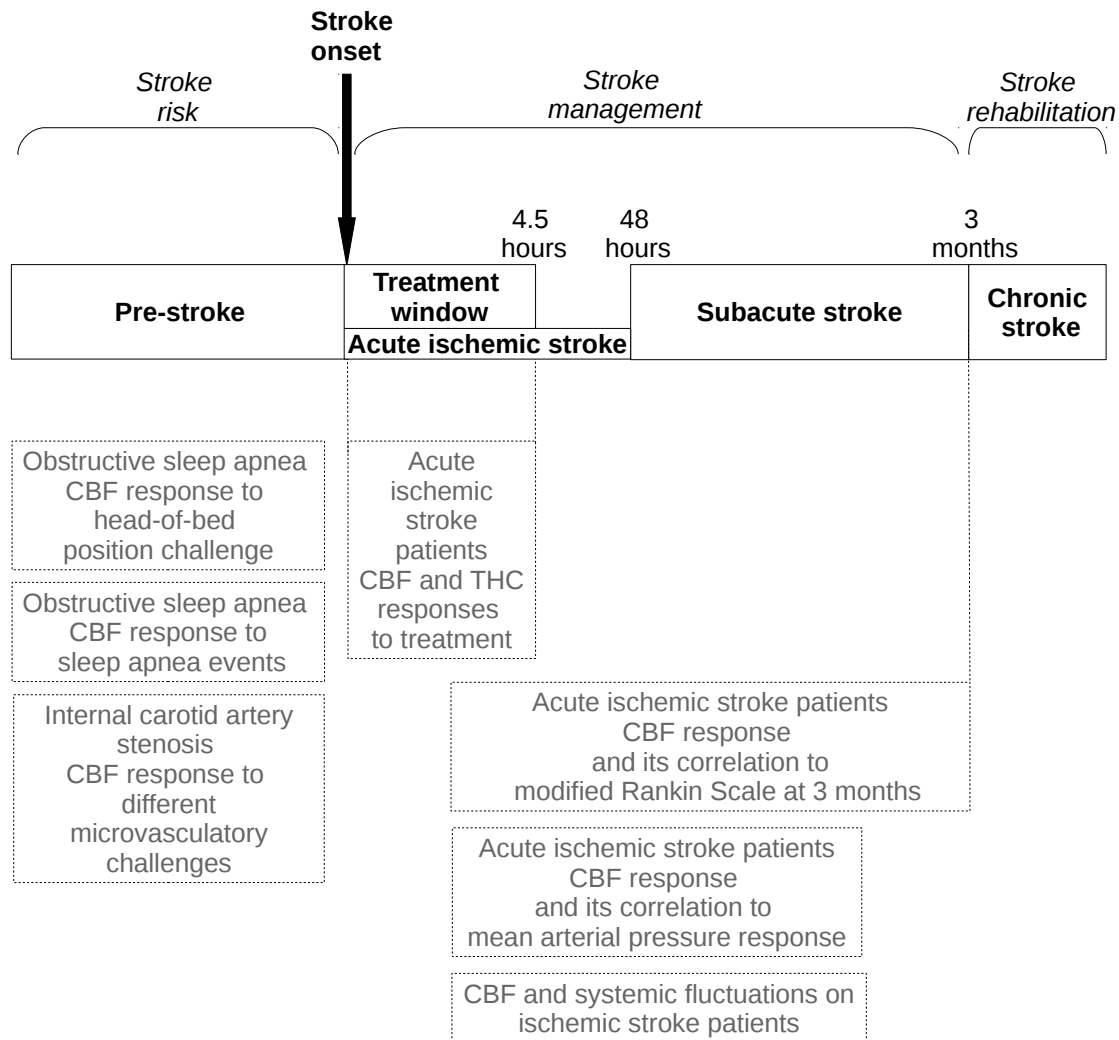 Stroke
onset
Stroke
risk
Stroke
management
Stroke
rehabilitation
4.5
hours
48
hours
3
months
Pre-stroke
Treatment
window
Acute ischemic stroke
Subacute stroke
Chronic
stroke
Obstructive sleep apnea
CBF response to
head-of-bed
position challenge
Obstructive sleep apnea
CBF response to
sleep apnea events
Internal carotid artery
stenosis
CBF response to
different
microvasculatory
challenges
Acute
ischemic
stroke
patients
CBF and THC
responses
to treatment
Acute ischemic stroke patients
CBF response
and its correlation to
modified Rankin Scale at 3 months
Acute ischemic stroke patients
CBF response
and its correlation to
mean arterial pressure response
CBF and systemic fluctuations on
ischemic stroke patients